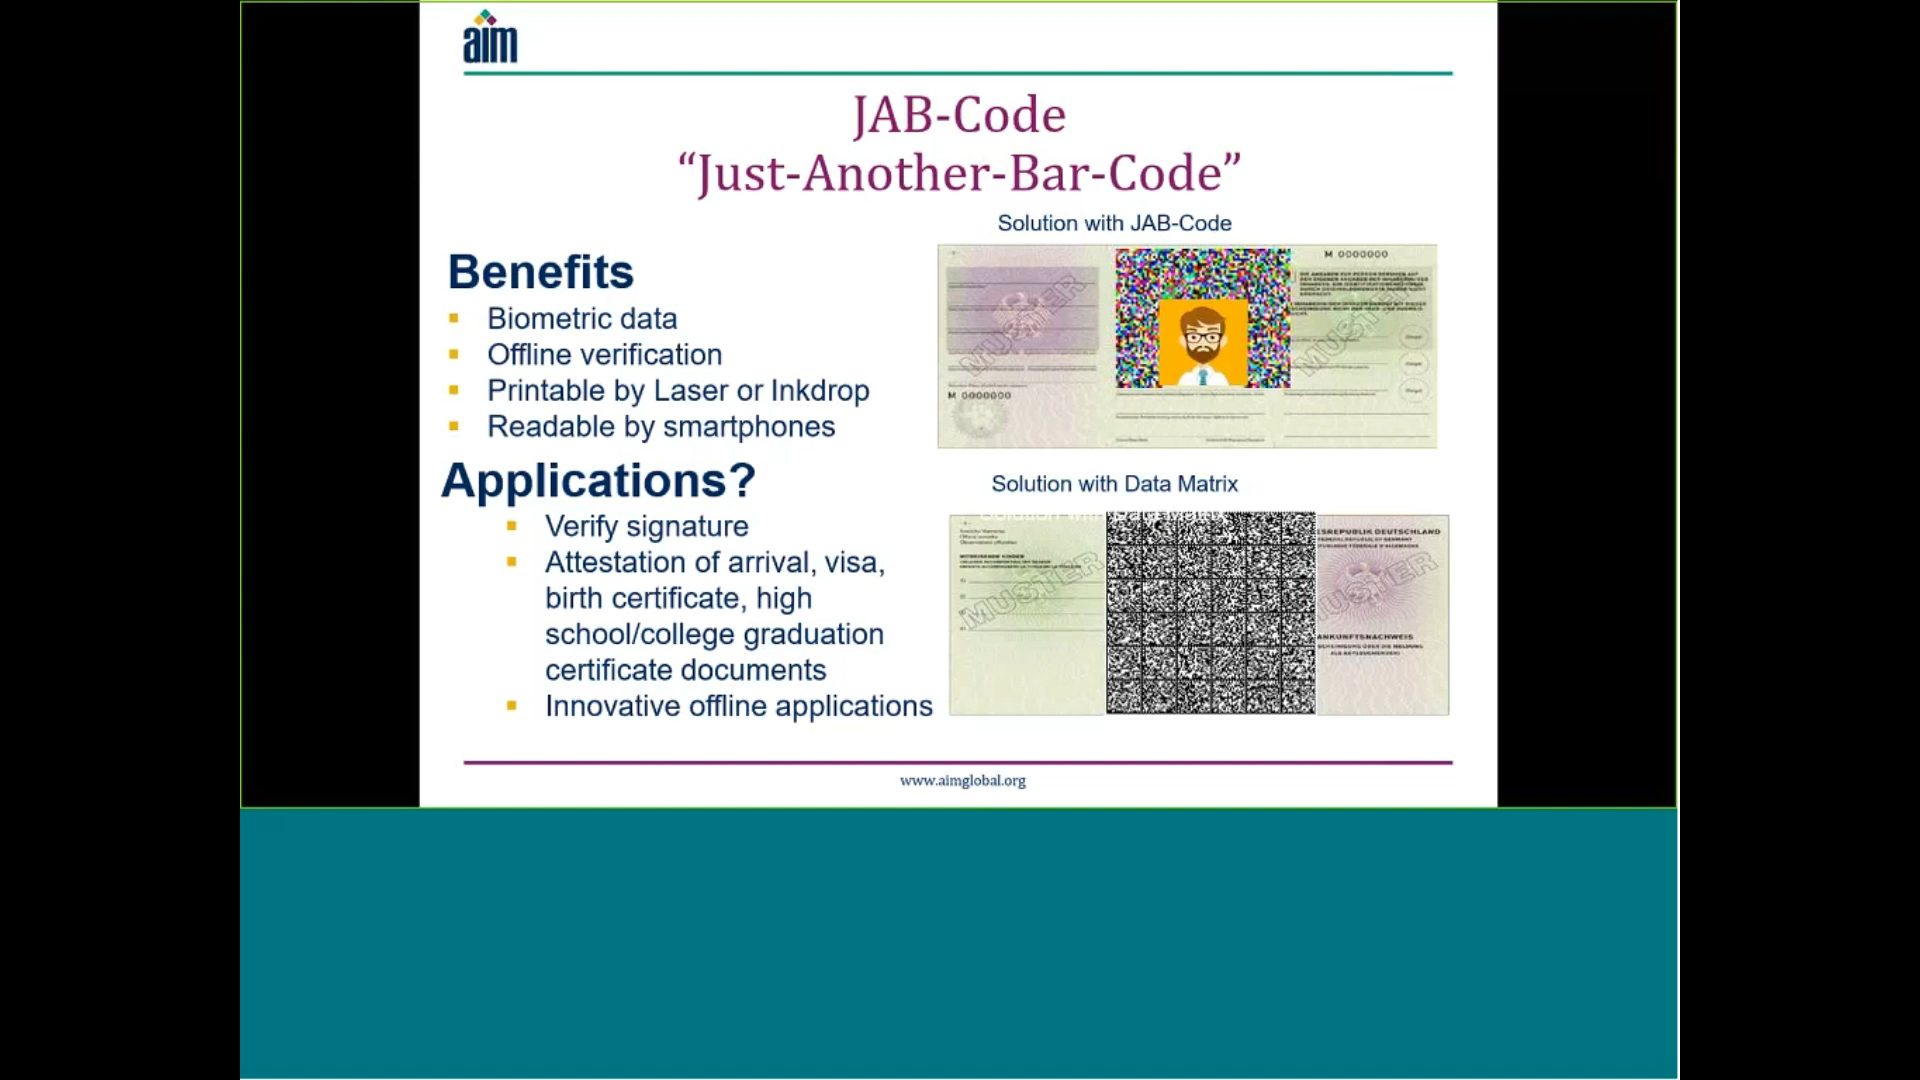 aim
JAB-Code
“Just-Another-Bar-Code”
Solution with JAB-Code
Benefits
Biometric data
Offline verification
Printable by Laser or Inkdrop
Readable by smartphones
M 0000000
MUSTER
MUSTER
M 0000000
Applications?
Verify signature
Attestation of arrival, visa,
birth certificate, high
school/college graduation
certificate documents
Innovative offline applications
Solution with Data Matrix
ESREPUBLIK DEUTSCHLAND
MUSTER
MUSTER
ANKUNFTSNACHWEIS
www.aimglobal.org